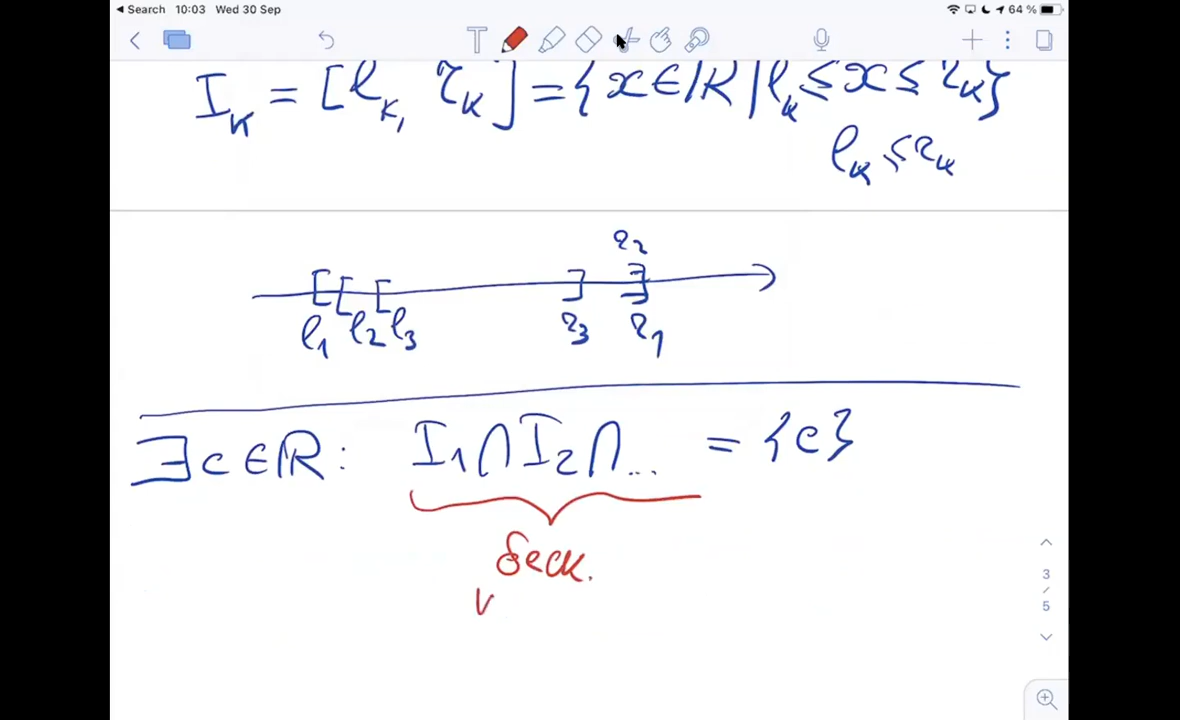 Search 10:03 Wed 30 Sep 64 %
T
I_k = [l_k, r_k] = {x ∈ ℝ | l_k ≤ x ≤ r_k}
l_k ≤ r_k
r_2
l_1 l_2 l_3 r_3 r_1
∃ c ∈ ℝ : I_1 ∩ I_2 ∩ ... = {c}
беск.
3
/
5